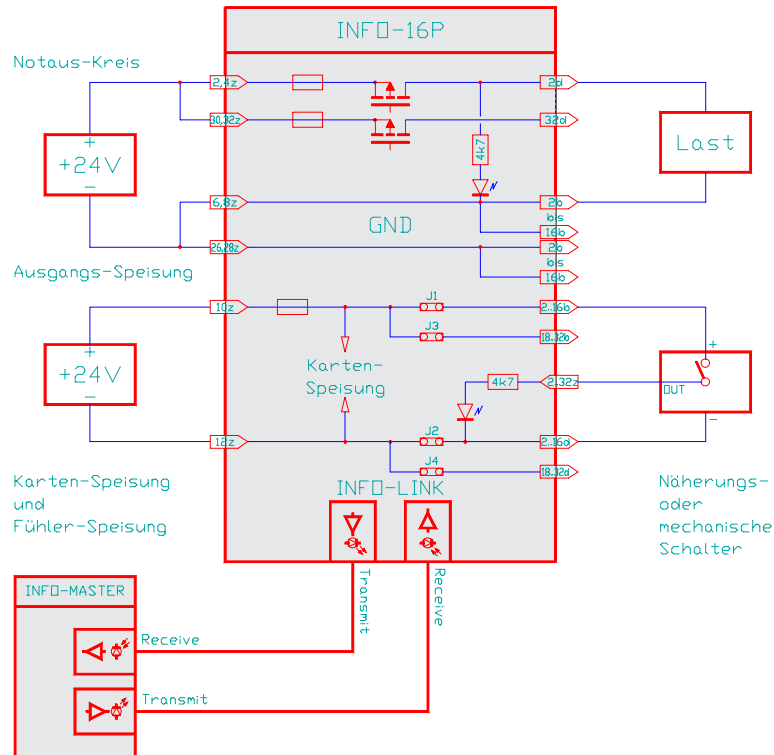 INFO-16P
Notaus-Kreis
2,4z
2d
30,32z
32d
+
+24V
−
4k7
Last
6,8z
2b
bis
16b
GND
26,28z
2b
bis
16b
Ausgangs-Speisung
10z
J1
2..16b
J3
18..32b
+
+24V
−
Karten-
Speisung
4k7
2..32z
+
OUT
−
12z
J2
2..16d
J4
18..32d
Karten-Speisung
und
Fühler-Speisung
INFO-LINK
Näherungs-
oder
mechanische
Schalter
Transmit
Receive
INFO-MASTER
Receive
Transmit